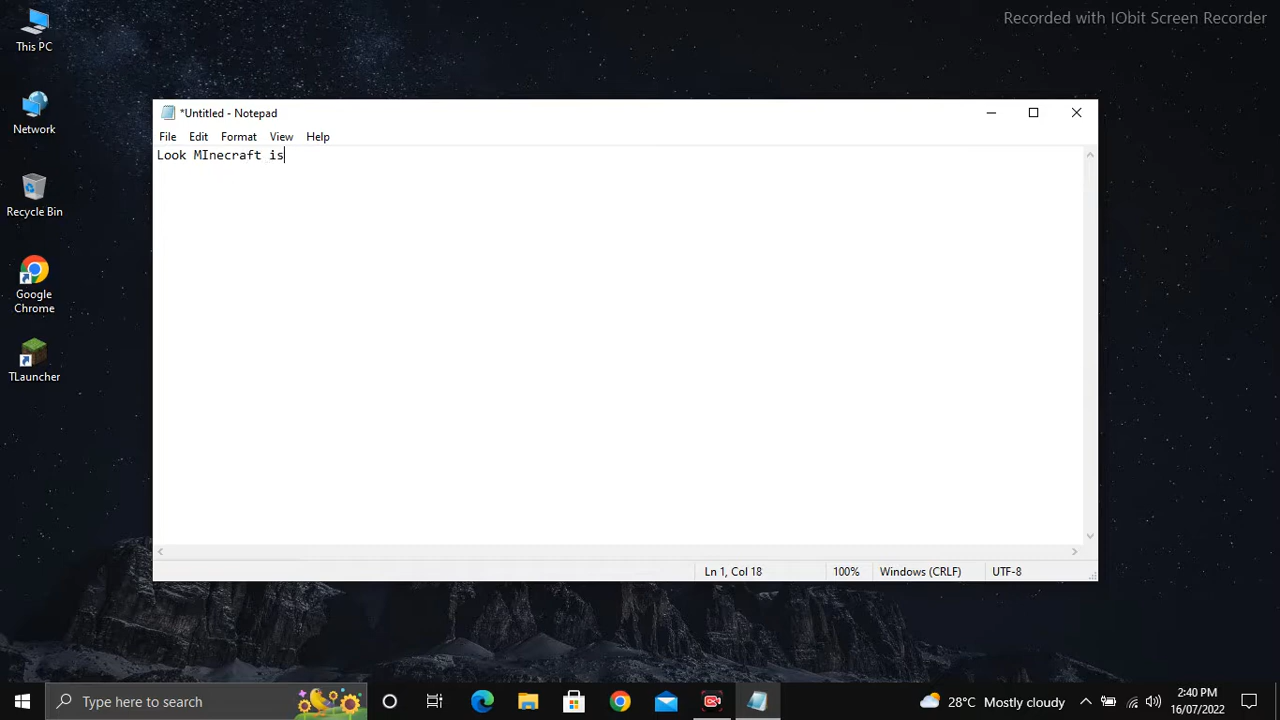 Recorded with IObit Screen Recorder
This PC
Network
Recycle Bin
Google
Chrome
TLauncher
*Untitled - Notepad
File Edit Format View Help
Look MInecraft is
Ln 1, Col 18 100% Windows (CRLF) UTF-8
Type here to search
28°C Mostly cloudy
2:40 PM
16/07/2022